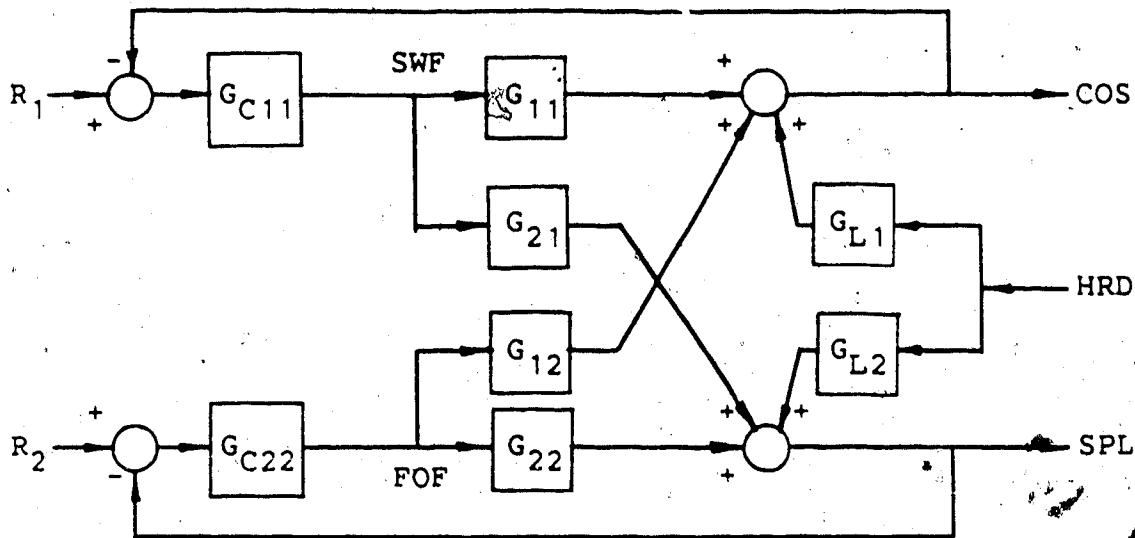 -
SWF
+
R1
+
GC11
G11
+
+
COS
G21
GL1
HRD
G12
GL2
+
+
+
R2
-
GC22
FOF
G22
+
SPL